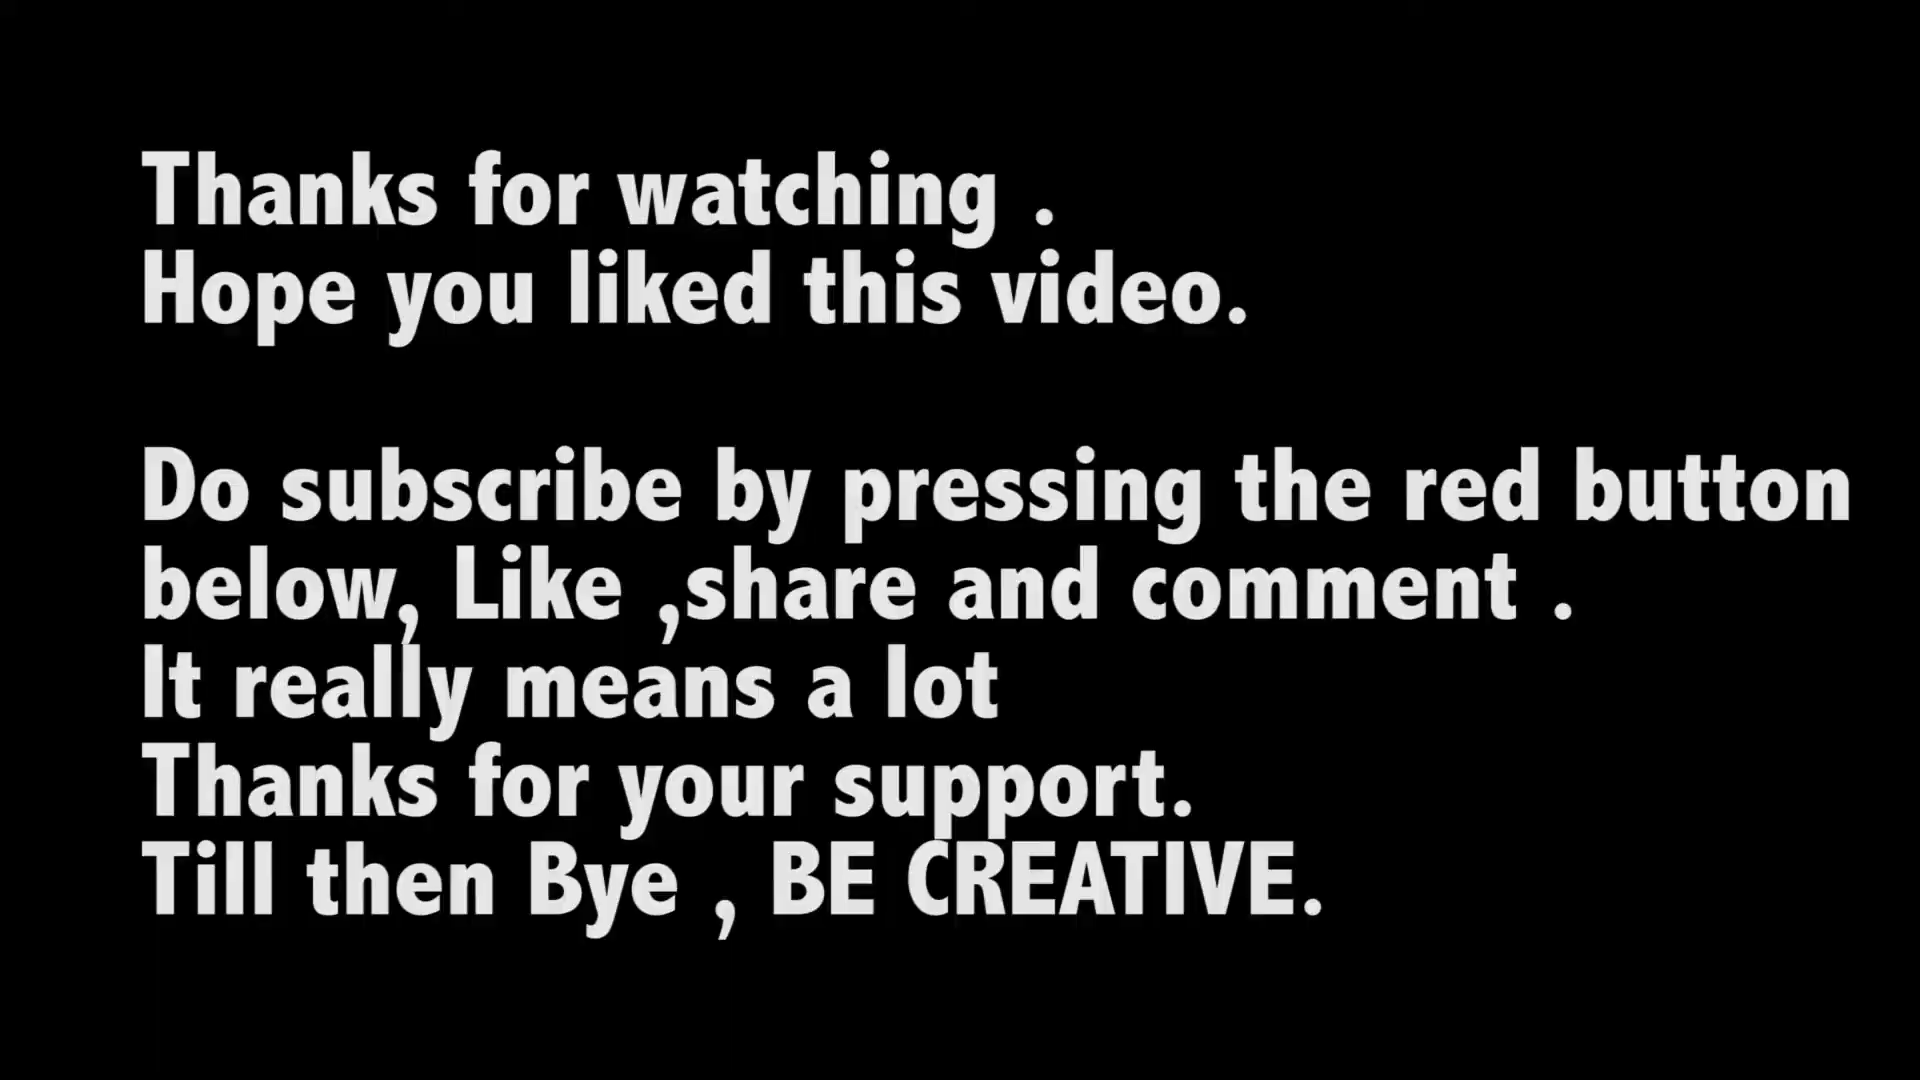 Thanks for watching .
Hope you liked this video.
Do subscribe by pressing the red button
below, Like ,share and comment .
It really means a lot
Thanks for your support.
Till then Bye , BE CREATIVE.